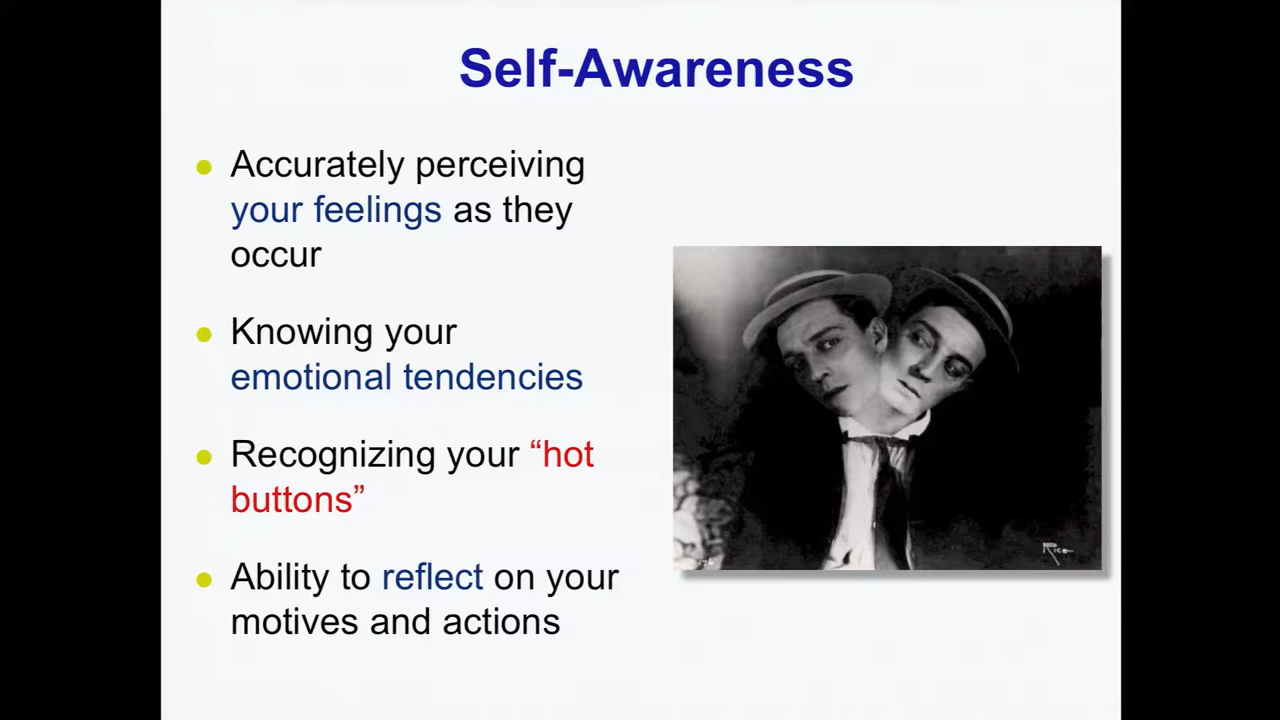 Self-Awareness
Accurately perceiving
your feelings as they
occur
Knowing your
emotional tendencies
Recognizing your “hot
buttons”
Ability to reflect on your
motives and actions
Rice